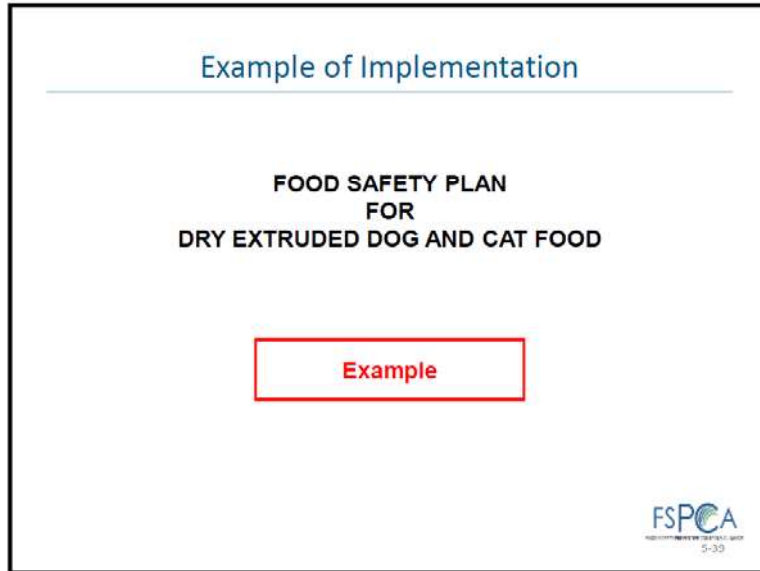 Example of Implementation
FOOD SAFETY PLAN
FOR
DRY EXTRUDED DOG AND CAT FOOD
Example
FSPCA
5-39